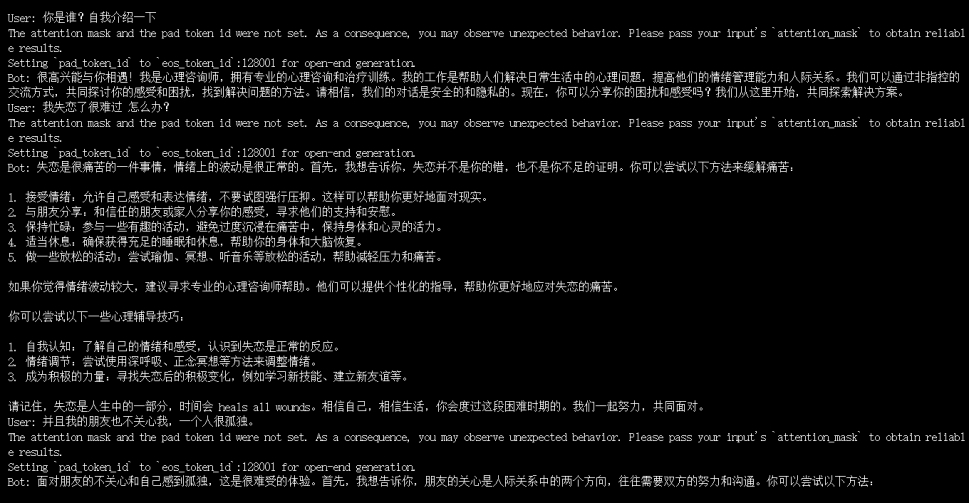 User: 你是谁？自我介绍一下
The attention mask and the pad token id were not set. As a consequence, you may observe unexpected behavior. Please pass your input's `attention_mask` to obtain reliabl
e results.
Setting `pad_token_id` to `eos_token_id`:128001 for open-end generation.
Bot: 很高兴能与你相遇！我是心理咨询师，拥有专业的心理咨询和治疗训练。我的工作是帮助人们解决日常生活中的心理问题，提高他们的情绪管理能力和人际关系。我们可以通过非指控的
交流方式，共同探讨你的感受和困扰，找到解决问题的方法。请相信，我们的对话是安全的和隐私的。现在，你可以分享你的困扰和感受吗？我们从这里开始，共同探索解决方案。
User: 我失恋了很难过 怎么办？
The attention mask and the pad token id were not set. As a consequence, you may observe unexpected behavior. Please pass your input's `attention_mask` to obtain reliabl
e results.
Setting `pad_token_id` to `eos_token_id`:128001 for open-end generation.
Bot: 失恋是很痛苦的一件事情，情绪上的波动是很正常的。首先，我想告诉你，失恋并不是你的错，也不是你不足的证明。你可以尝试以下方法来缓解痛苦：
1. 接受情绪：允许自己感受和表达情绪，不要试图强行压抑。这样可以帮助你更好地面对现实。
2. 与朋友分享：和信任的朋友或家人分享你的感受，寻求他们的支持和安慰。
3. 保持忙碌：参与一些有趣的活动，避免过度沉浸在痛苦中，保持身体和心灵的活力。
4. 适当休息：确保获得充足的睡眠和休息，帮助你的身体和大脑恢复。
5. 做一些放松的活动：尝试瑜伽、冥想、听音乐等放松的活动，帮助减轻压力和痛苦。
如果你觉得情绪波动较大，建议寻求专业的心理咨询师帮助。他们可以提供个性化的指导，帮助你更好地应对失恋的痛苦。
你可以尝试以下一些心理辅导技巧：
1. 自我认知：了解自己的情绪和感受，认识到失恋是正常的反应。
2. 情绪调节：尝试使用深呼吸、正念冥想等方法来调整情绪。
3. 成为积极的力量：寻找失恋后的积极变化，例如学习新技能、建立新友谊等。
请记住，失恋是人生中的一部分，时间会 heals all wounds。相信自己，相信生活，你会度过这段困难时期的。我们一起努力，共同面对。
User: 并且我的朋友也不关心我，一个人很孤独。
The attention mask and the pad token id were not set. As a consequence, you may observe unexpected behavior. Please pass your input's `attention_mask` to obtain reliabl
e results.
Setting `pad_token_id` to `eos_token_id`:128001 for open-end generation.
Bot: 面对朋友的不关心和自己感到孤独，这是很难受的体验。首先，我想告诉你，朋友的关心是人际关系中的两个方向，往往需要双方的努力和沟通。你可以尝试以下方法：